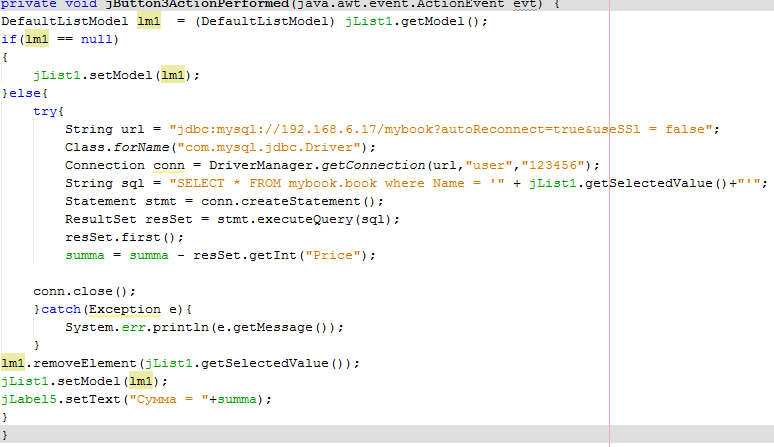 private void jButton3ActionPerformed(java.awt.event.ActionEvent evt) {
DefaultListModel lm1  = (DefaultListModel) jList1.getModel();
if(lm1 == null)
{
    jList1.setModel(lm1);
}else{
    try{
        String url = "jdbc:mysql://192.168.6.17/mybook?autoReconnect=true&useSSl = false";
        Class.forName("com.mysql.jdbc.Driver");
        Connection conn = DriverManager.getConnection(url,"user","123456");
        String sql = "SELECT * FROM mybook.book where Name = '" + jList1.getSelectedValue()+"'";
        Statement stmt = conn.createStatement();
        ResultSet resSet = stmt.executeQuery(sql);
        resSet.first();
        summa = summa - resSet.getInt("Price");
    conn.close();
    }catch(Exception e){
        System.err.println(e.getMessage());
    }
lm1.removeElement(jList1.getSelectedValue());
jList1.setModel(lm1);
jLabel5.setText("Сумма = "+summa);
}
}